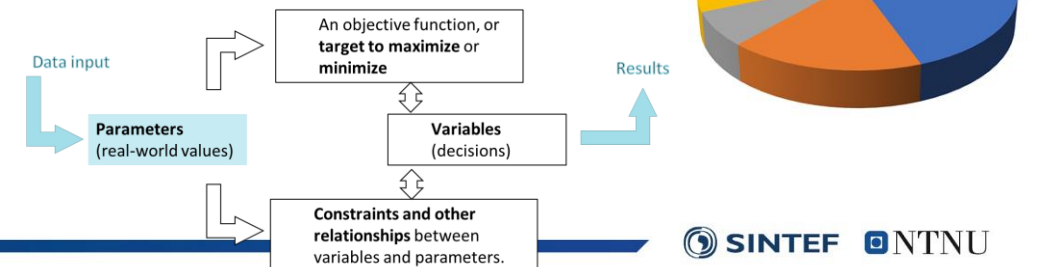 An objective function, or
target to maximize or
minimize
Data input
Results
Parameters
(real-world values)
Variables
(decisions)
Constraints and other
relationships between
variables and parameters.
SINTEF
NTNU